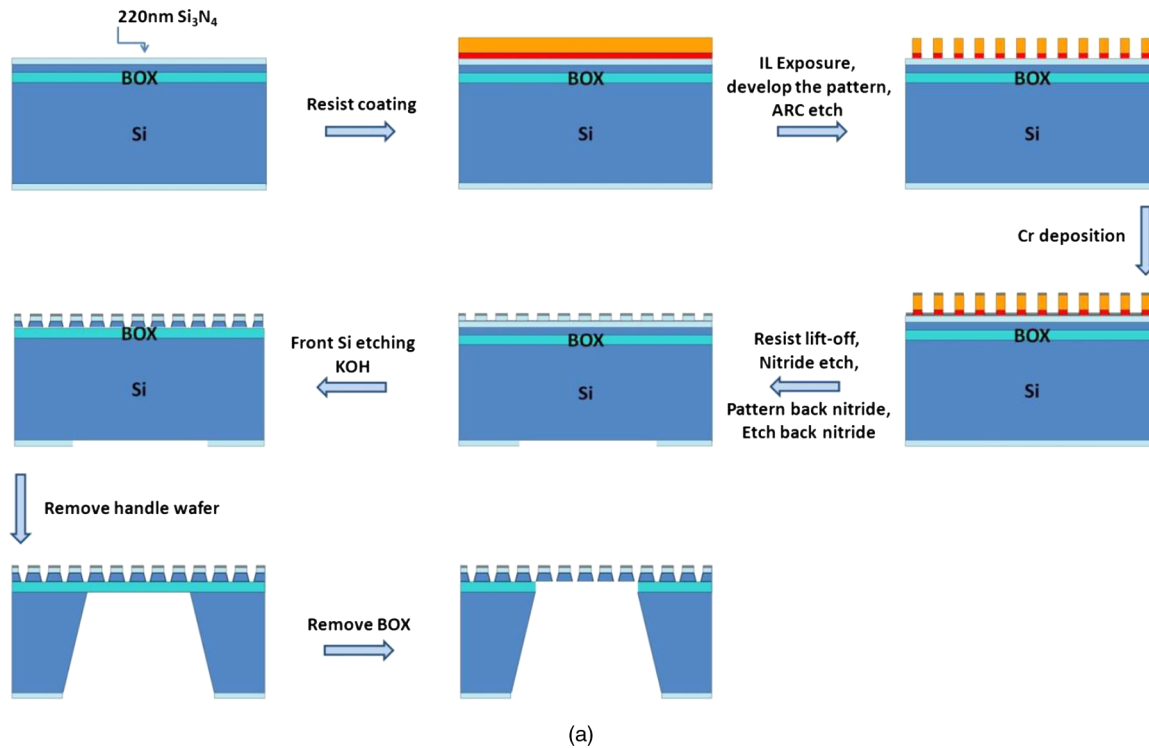 220nm Si₃N₄
BOX
Si
Resist coating
BOX
Si
IL Exposure,
develop the pattern,
ARC etch
BOX
Si
Cr deposition
BOX
Si
Resist lift-off,
Nitride etch,
Pattern back nitride,
Etch back nitride
BOX
Si
Front Si etching
KOH
BOX
Si
Remove handle wafer
Remove BOX
(a)